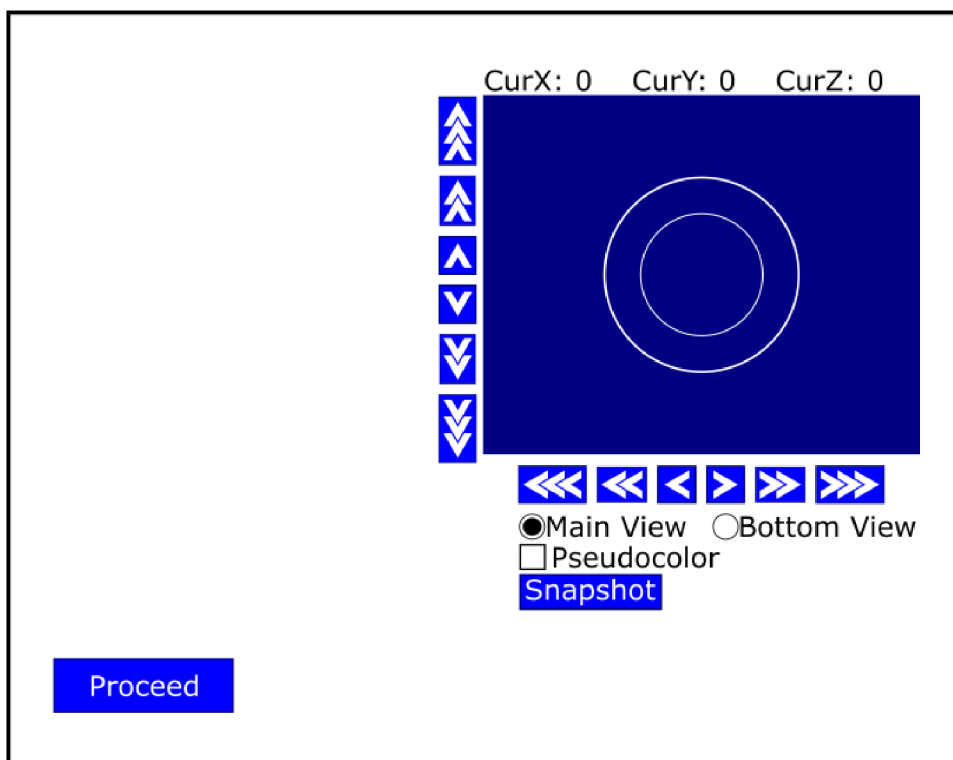 CurX: 0 CurY: 0 CurZ: 0
Main View Bottom View
Pseudocolor
Snapshot
Proceed